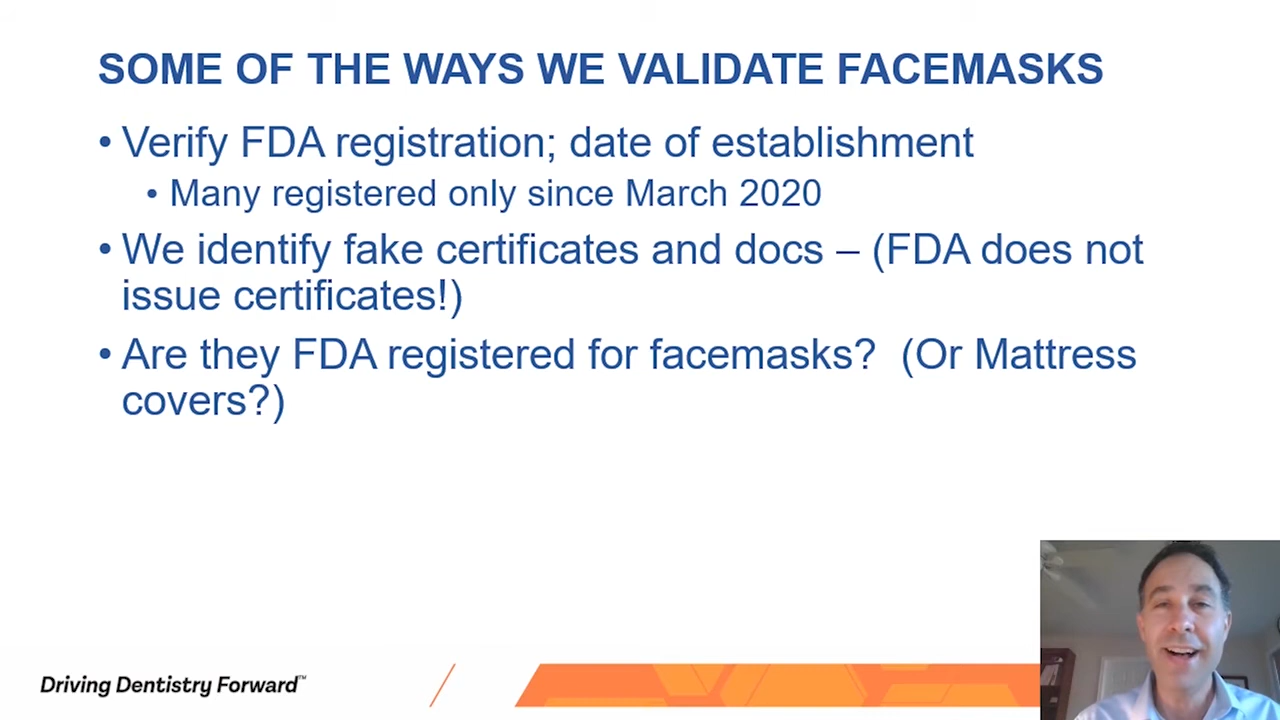 SOME OF THE WAYS WE VALIDATE FACEMASKS
• Verify FDA registration; date of establishment
• Many registered only since March 2020
• We identify fake certificates and docs – (FDA does not
issue certificates!)
• Are they FDA registered for facemasks?  (Or Mattress
covers?)
Driving Dentistry Forward™